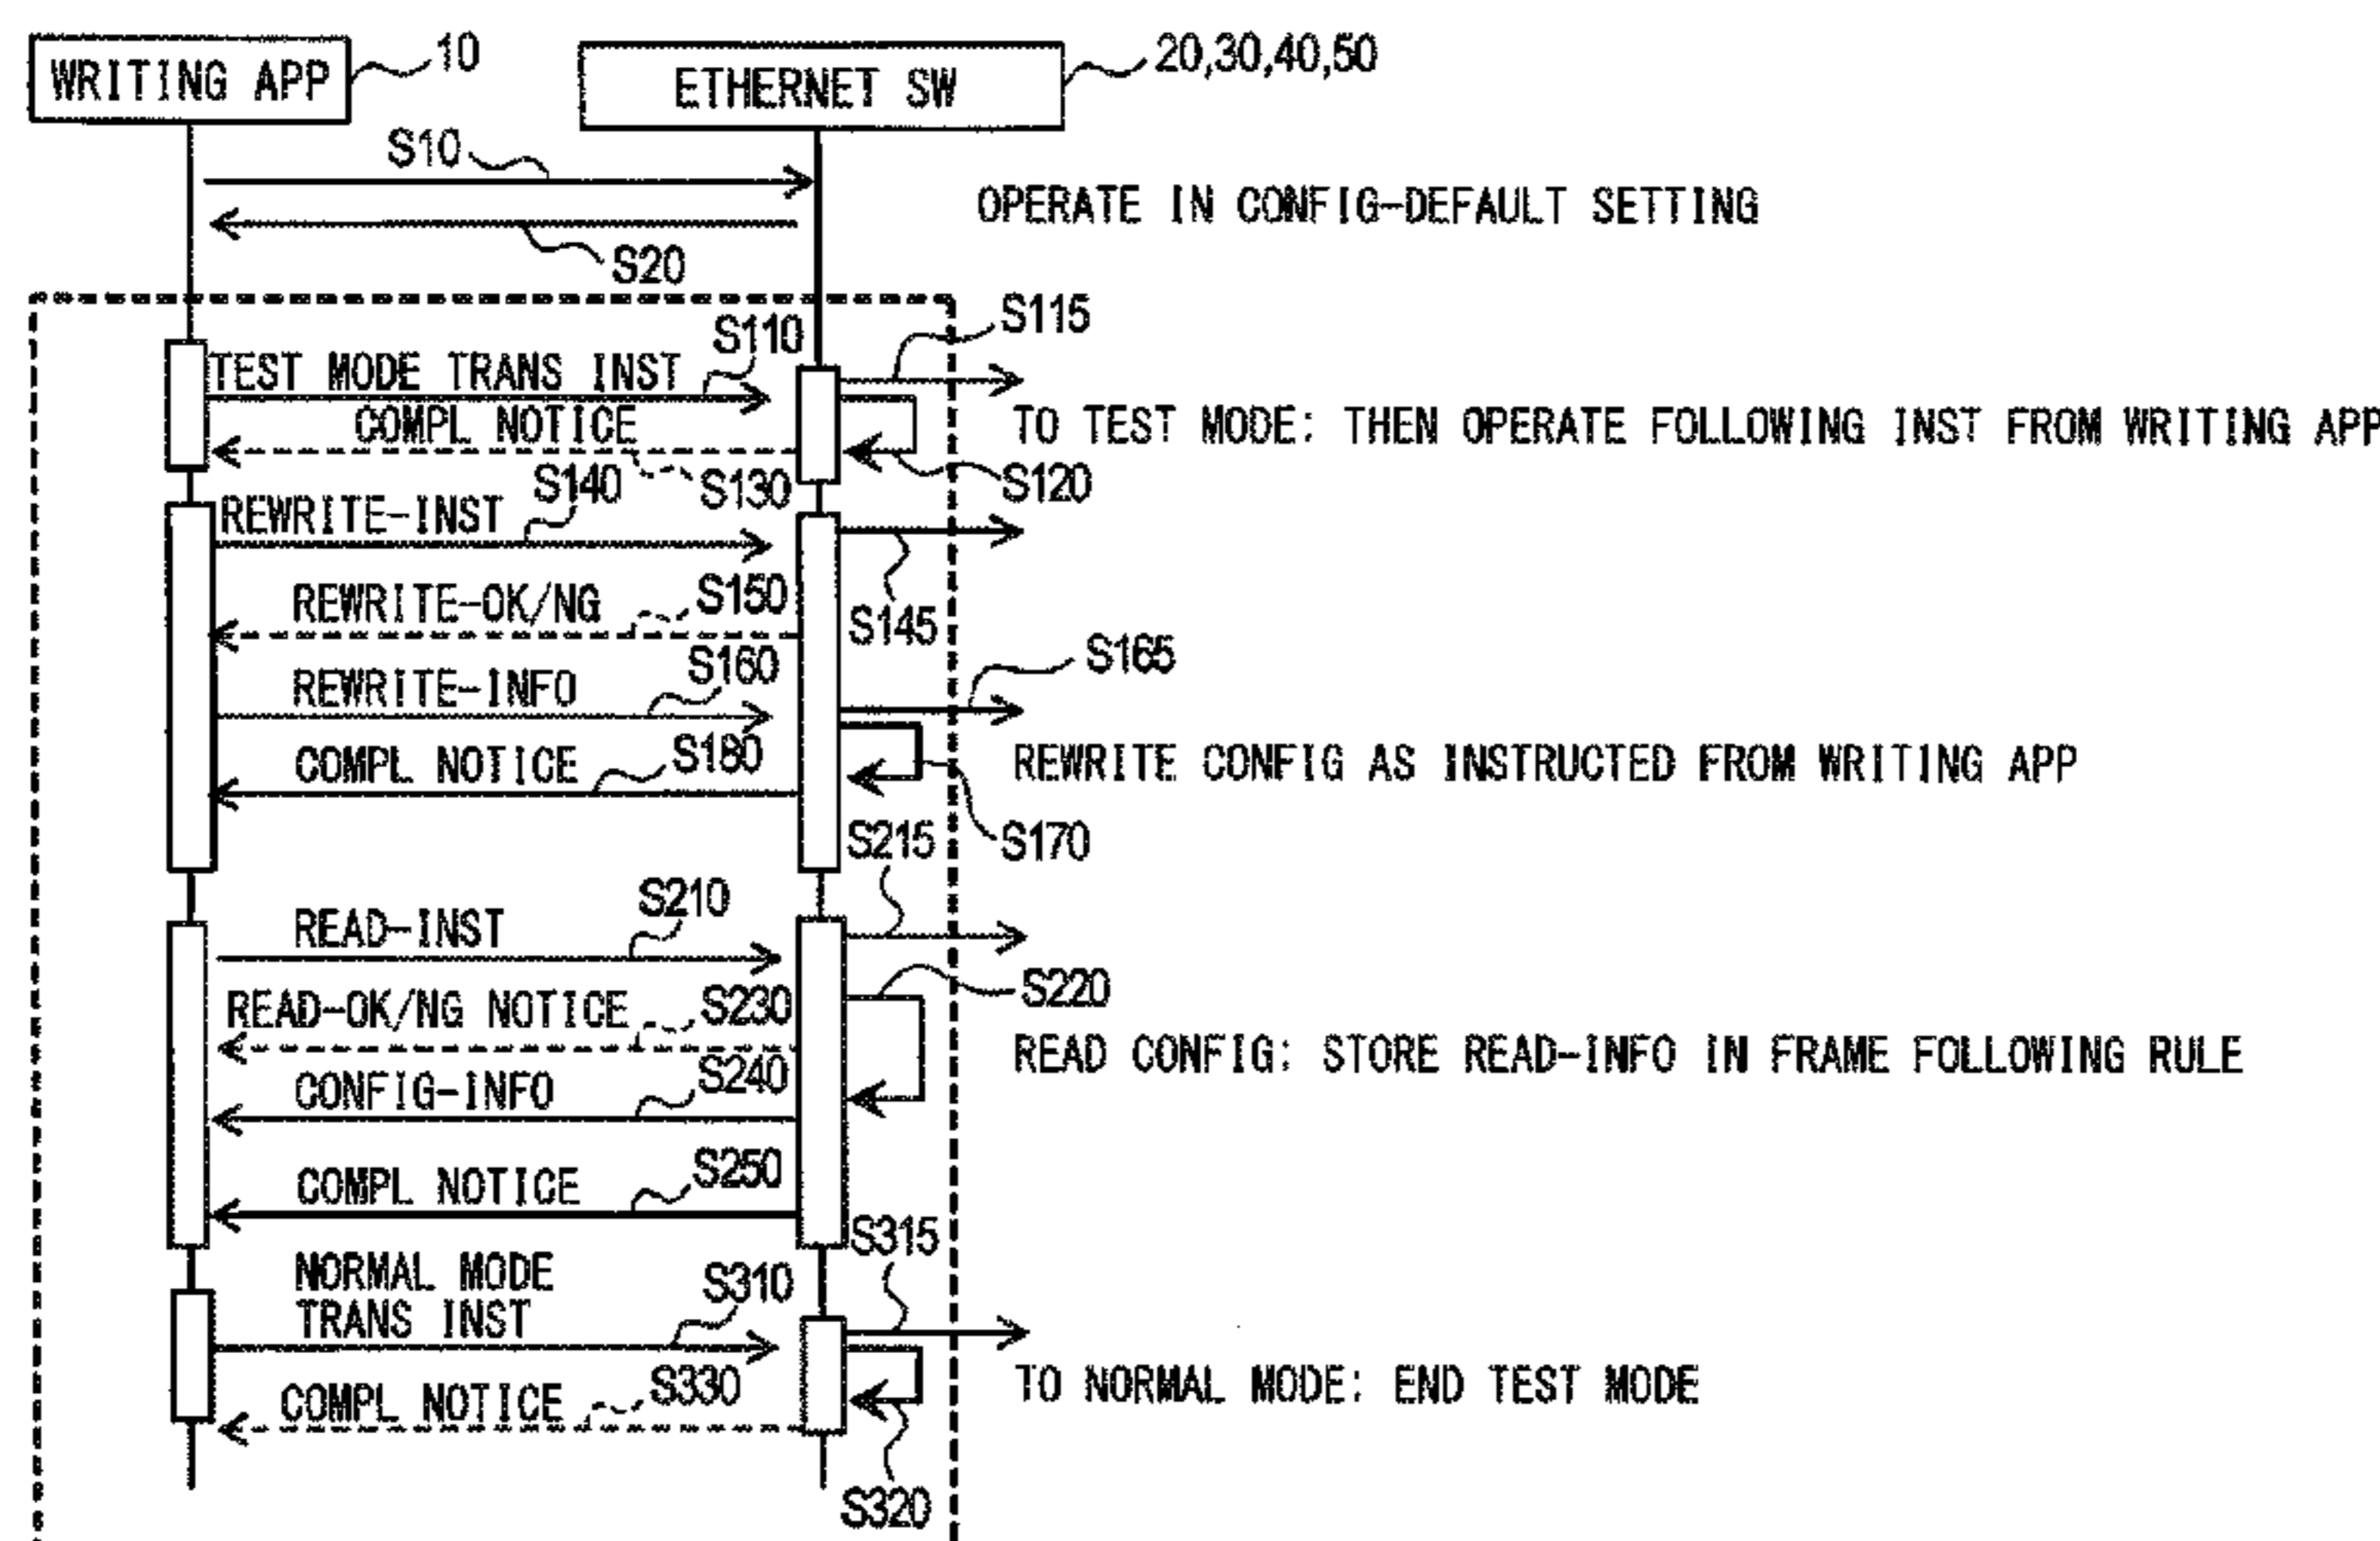 WRITING APP
10
ETHERNET SW
20,30,40,50
S10
OPERATE IN CONFIG-DEFAULT SETTING
S20
S115
S110
TEST MODE TRANS INST
COMPL NOTICE
TO TEST MODE: THEN OPERATE FOLLOWING INST FROM WRITING APP
S130
S120
S140
REWRITE-INST
S150
REWRITE-OK/NG
S145
S160
S165
REWRITE-INFO
S180
COMPL NOTICE
REWRITE CONFIG AS INSTRUCTED FROM WRITING APP
S170
S215
S210
READ-INST
S220
READ-OK/NG NOTICE
S230
READ CONFIG: STORE READ-INFO IN FRAME FOLLOWING RULE
CONFIG-INFO
S240
COMPL NOTICE
S250
S315
NORMAL MODE
TRANS INST
S310
COMPL NOTICE
S330
TO NORMAL MODE: END TEST MODE
S320